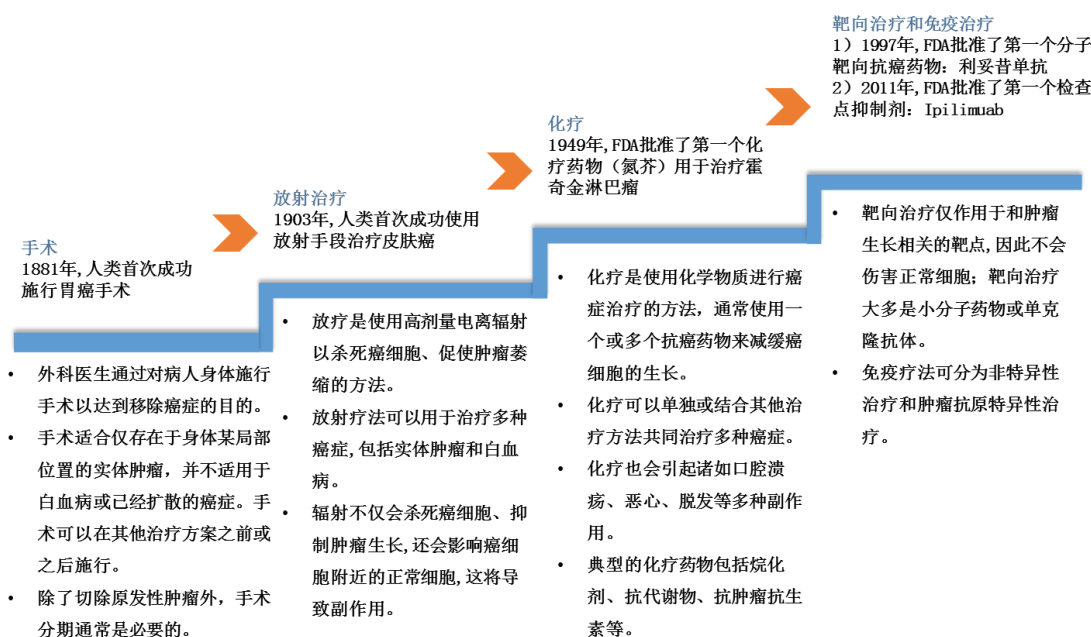 手术
1881年,人类首次成功
施行胃癌手术
• 外科医生通过对病人身体施行
手术以达到移除癌症的目的。
• 手术适合仅存在于身体某局部
位置的实体肿瘤，并不适用于
白血病或已经扩散的癌症。手
术可以在其他治疗方案之前或
之后施行。
• 除了切除原发性肿瘤外，手术
分期通常是必要的。
放射治疗
1903年,人类首次成功使用
放射手段治疗皮肤癌
• 放疗是使用高剂量电离辐射
以杀死癌细胞、促使肿瘤萎
缩的方法。
• 放射疗法可以用于治疗多种
癌症,包括实体肿瘤和白血
病。
• 辐射不仅会杀死癌细胞、抑
制肿瘤生长,还会影响癌细
胞附近的正常细胞,这将导
致副作用。
化疗
1949年,FDA批准了第一个化
疗药物（氮芥）用于治疗霍
奇金淋巴瘤
• 化疗是使用化学物质进行癌
症治疗的方法，通常使用一
个或多个抗癌药物来减缓癌
细胞的生长。
• 化疗可以单独或结合其他治
疗方法共同治疗多种癌症。
• 化疗也会引起诸如口腔溃
疡、恶心、脱发等多种副作
用。
• 典型的化疗药物包括烷化
剂、抗代谢物、抗肿瘤抗生
素等。
靶向治疗和免疫治疗
1）1997年,FDA批准了第一个分子
靶向抗癌药物：利妥昔单抗
2）2011年,FDA批准了第一个检查
点抑制剂：Ipilimuab
• 靶向治疗仅作用于和肿瘤
生长相关的靶点,因此不会
伤害正常细胞；靶向治疗
大多是小分子药物或单克
隆抗体。
• 免疫疗法可分为非特异性
治疗和肿瘤抗原特异性治
疗。